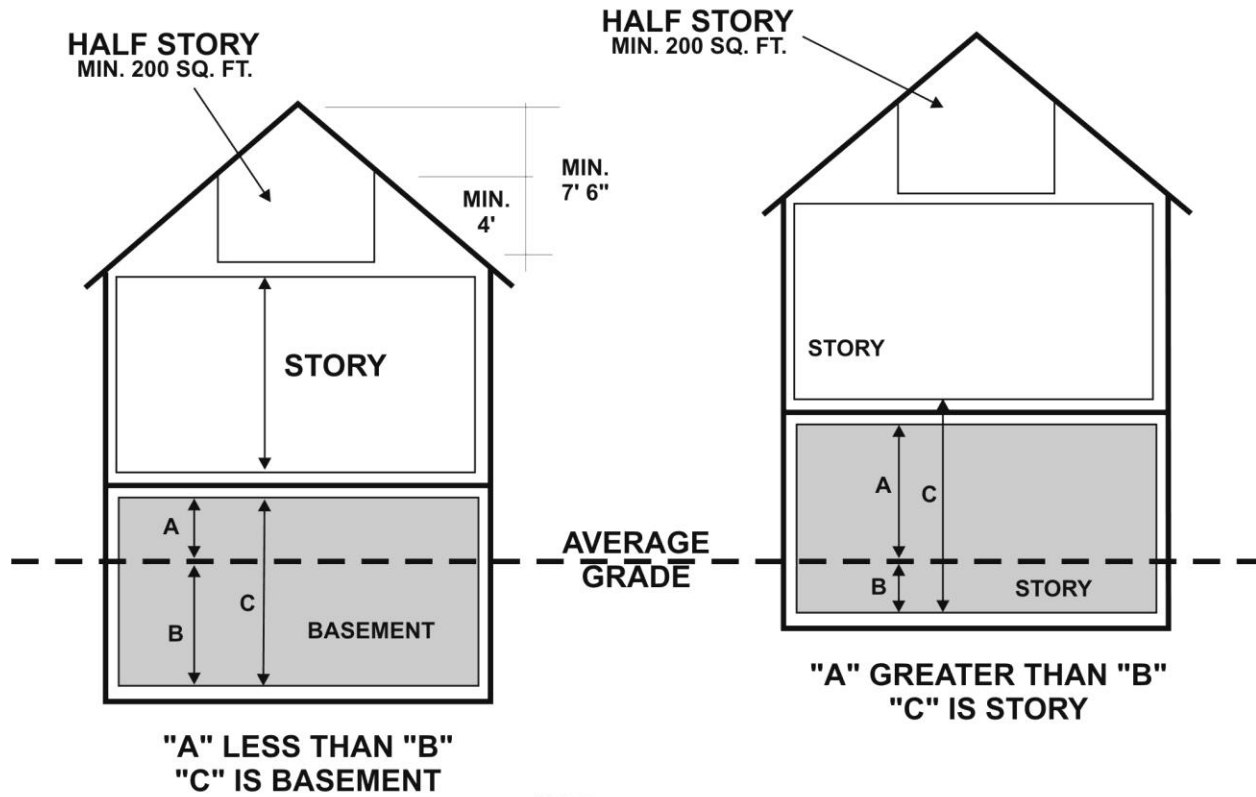 HALF STORY
MIN. 200 SQ. FT.
MIN.
7' 6"
MIN.
4'
STORY
A
B
C
BASEMENT
"A" LESS THAN "B"
"C" IS BASEMENT
AVERAGE
GRADE
HALF STORY
MIN. 200 SQ. FT.
STORY
A
C
B
STORY
"A" GREATER THAN "B"
"C" IS STORY